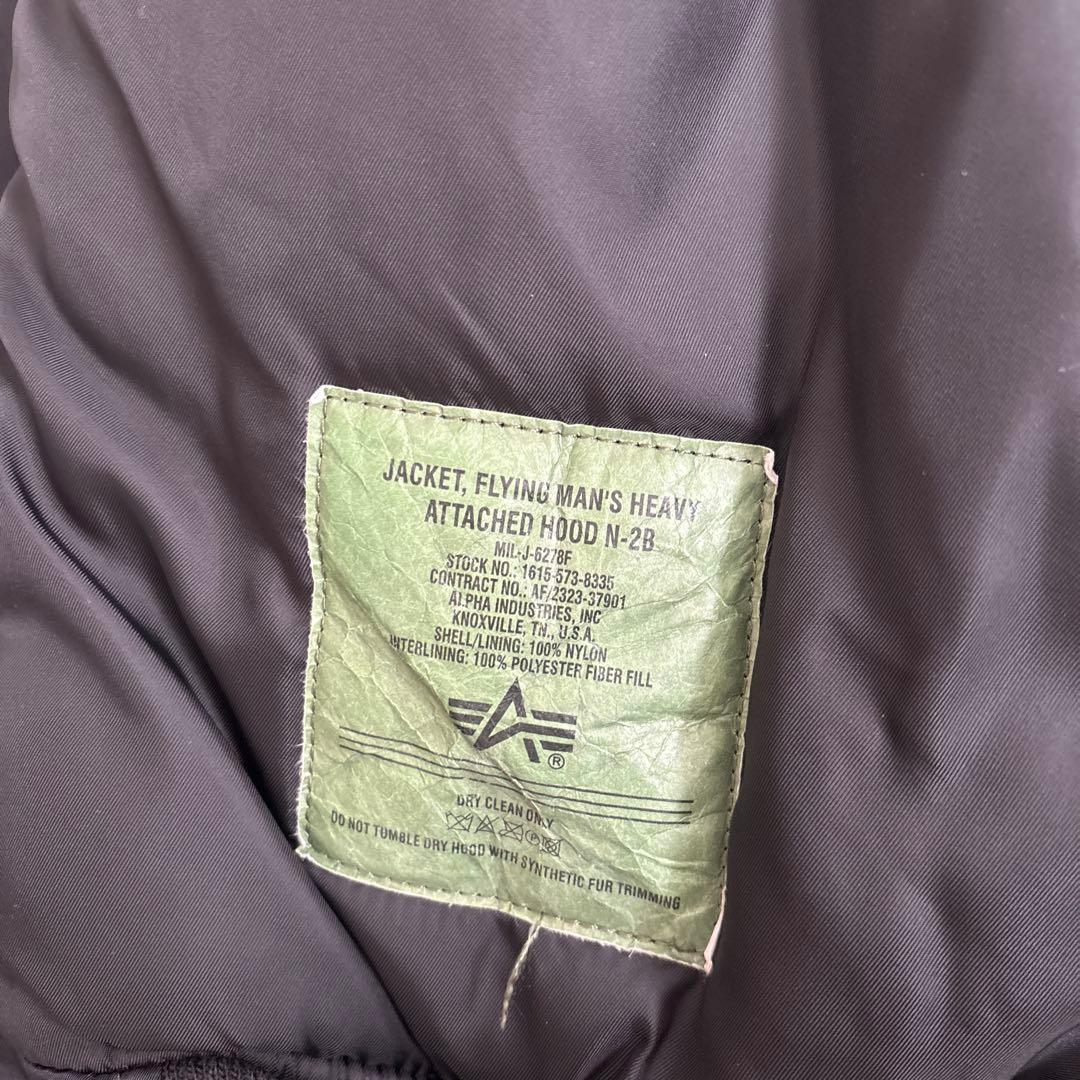 JACKET, FLYING MAN'S HEAVY
ATTACHED HOOD N-2B
MIL-J-6278F
STOCK NO.: 1615-573-8335
CONTRACT NO.: AF/2323-37901
ALPHA INDUSTRIES, INC
KNOXVILLE, TN., U.S.A.
SHELL/LINING: 100% NYLON
INTERLINING: 100% POLYESTER FIBER FILL
®
DRY CLEAN ONLY
DO NOT TUMBLE DRY HOOD WITH SYNTHETIC FUR TRIMMING